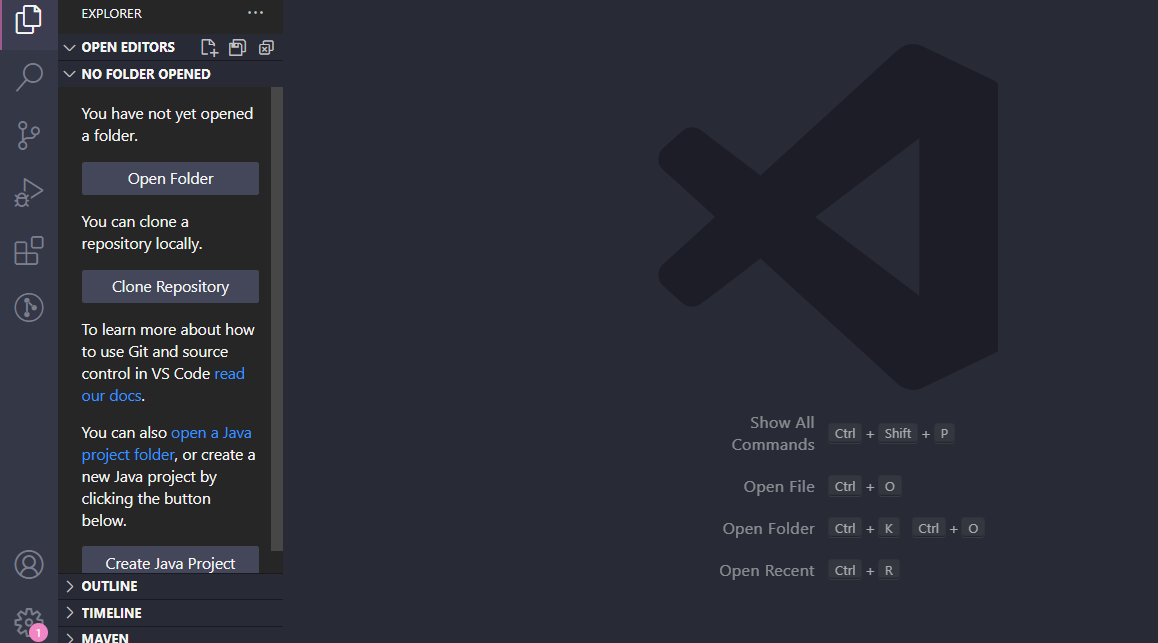 EXPLORER
OPEN EDITORS
NO FOLDER OPENED
You have not yet opened
a folder.
Open Folder
You can clone a
repository locally.
Clone Repository
To learn more about how
to use Git and source
control in VS Code read
our docs.
You can also open a Java
project folder, or create a
new Java project by
clicking the button
below.
Create Java Project
OUTLINE
TIMELINE
MAVEN
1
Show All
Commands
Ctrl + Shift + P
Open File
Ctrl + O
Open Folder
Ctrl + K Ctrl + O
Open Recent
Ctrl + R